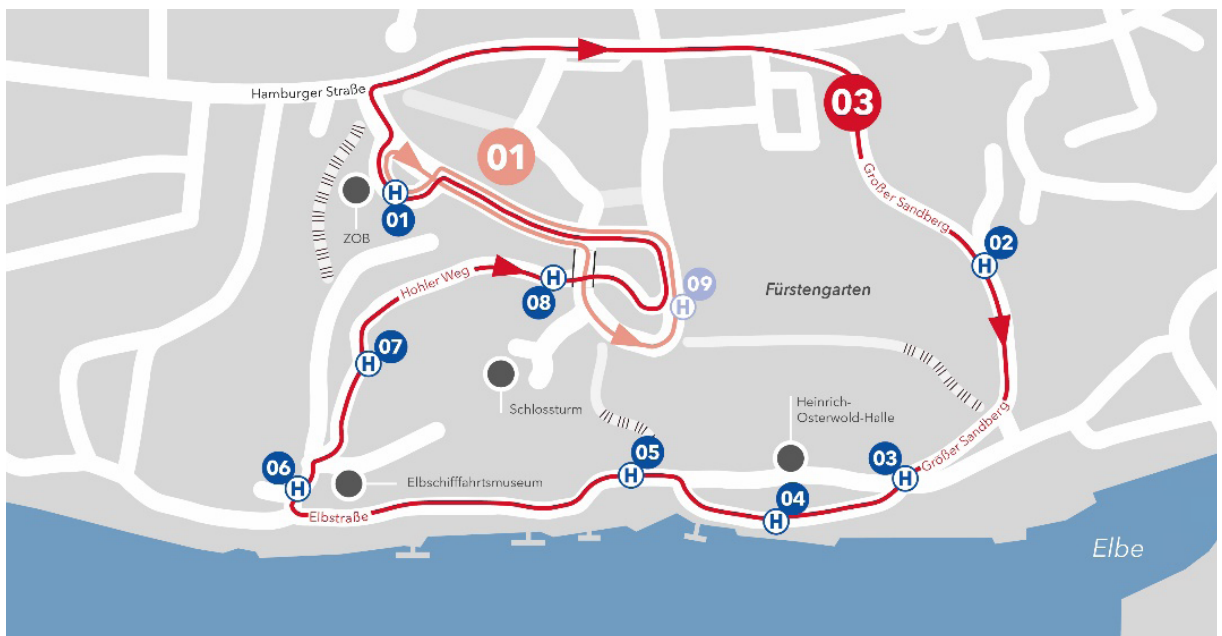 Hamburger Straße
03
01
Großer Sandberg
H
01
ZOB
02
H
Hohler Weg
H
08
09
H
Fürstengarten
07
H
Schlossturm
Heinrich-
Osterwold-Halle
Großer Sandberg
06
H
05
H
03
H
Elbschifffahrtsmuseum
04
H
Elbstraße
Elbe